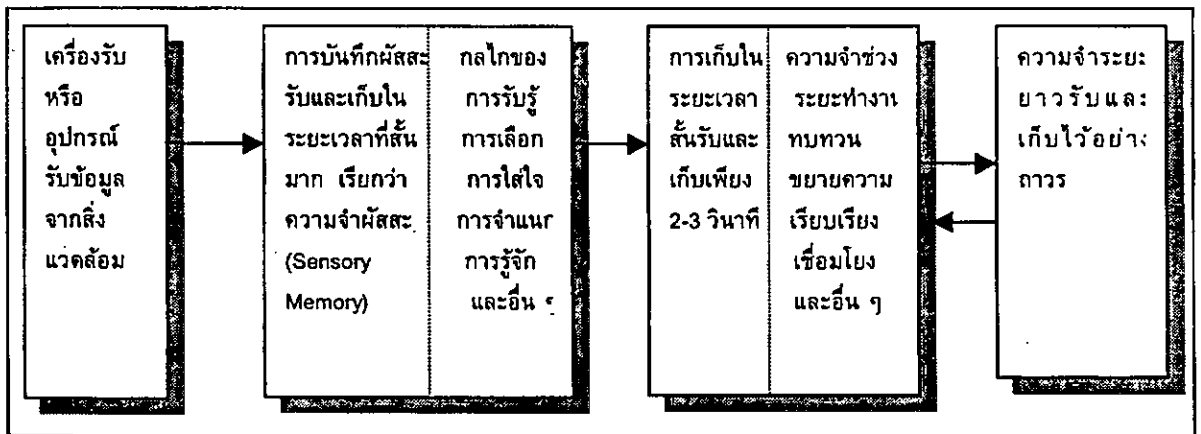 เครื่องรับ
หรือ
อุปกรณ์
รับข้อมูล
จากสิ่ง
แวดล้อม
การบันทึกผัสสะ
รับและเก็บใน
ระยะเวลาที่สั้น
มาก เรียกว่า
ความจำผัสสะ
(Sensory
Memory)
กลไกของ
การรับรู้
การเลือก
การใส่ใจ
การจำแนก
การรู้จัก
และอื่น ๆ
การเก็บใน
ระยะเวลา
สั้นรับและ
เก็บเพียง
2-3 วินาที
ความจำช่วง
ระยะทำงาน
ทบทวน
ขยายความ
เรียบเรียง
เชื่อมโยง
และอื่น ๆ
ความจำระยะ
ยาวรับและ
เก็บไว้อย่าง
ถาวร